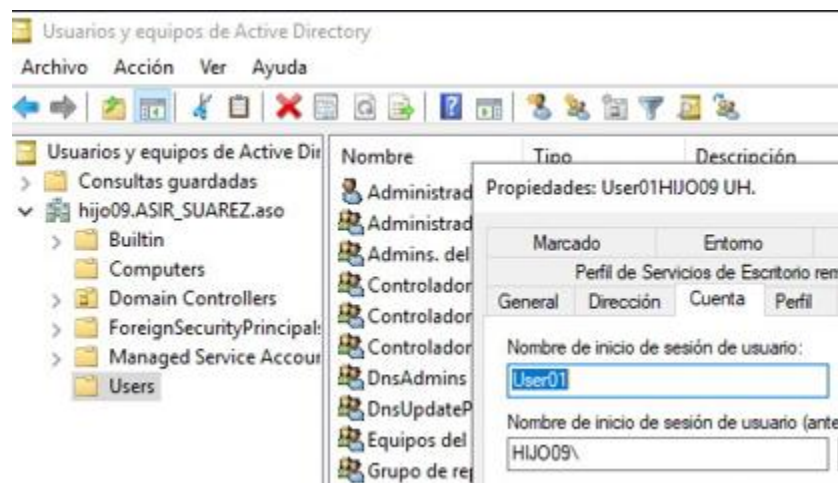 Usuarios y equipos de Active Directory
Archivo Acción Ver Ayuda
Usuarios y equipos de Active Dir
Consultas guardadas
hijo09.ASIR_SUAREZ.aso
Builtin
Computers
Domain Controllers
ForeignSecurityPrincipals
Managed Service Accour
Users
Nombre Tipo Descripción
Administrad
Administrad
Admins. del
Controlador
Controlador
Controlador
DnsAdmins
DnsUpdateP
Equipos del
Grupo de rep
Propiedades: User01HIJO09 UH.
Marcado Entorno
Perfil de Servicios de Escritorio rem
General Dirección Cuenta Perfil
Nombre de inicio de sesión de usuario:
User01
Nombre de inicio de sesión de usuario (ante
HIJO09\